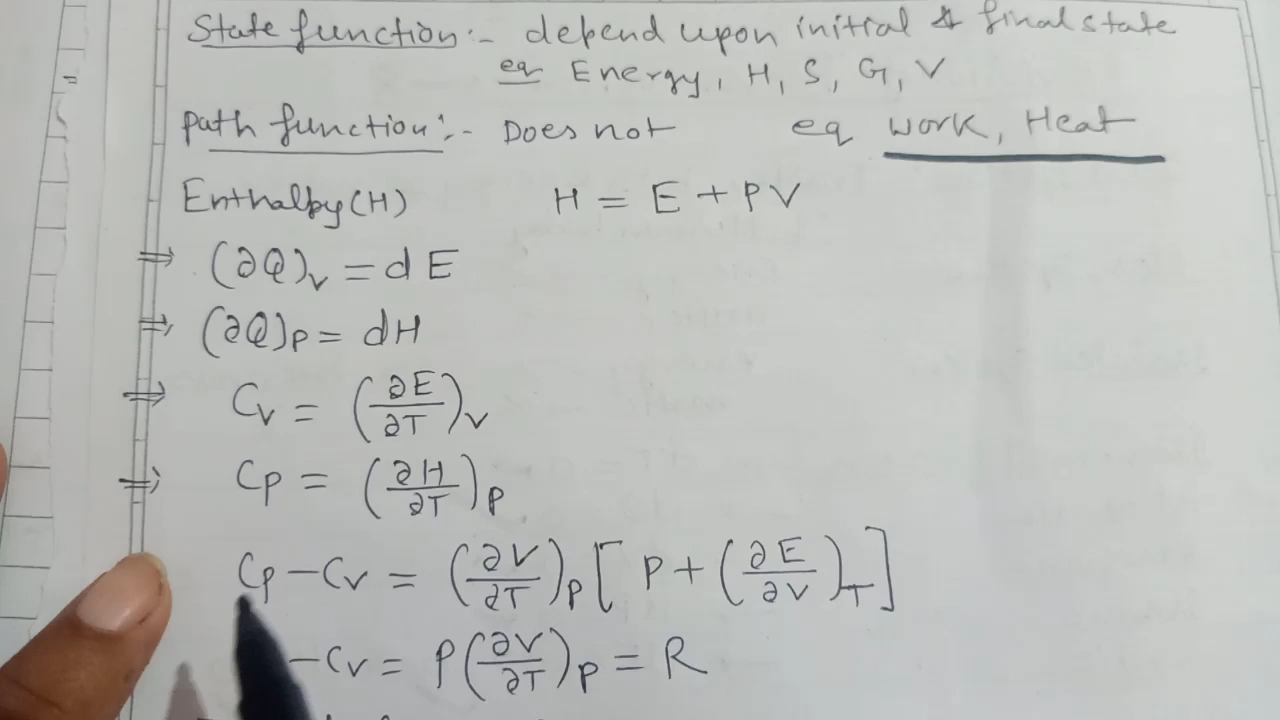 State function:- depend upon initial & final state
eg Energy, H, S, G, V
Path function:- Does not eg Work, Heat
Enthalpy (H) H = E + PV
⇒ (∂Q)v = dE
⇒ (∂Q)P = dH
⇒ Cv = (∂E/∂T)v
⇒ Cp = (∂H/∂T)P
Cp - Cv = (∂V/∂T)P [P + (∂E/∂V)T]
- Cv = P(∂V/∂T)P = R